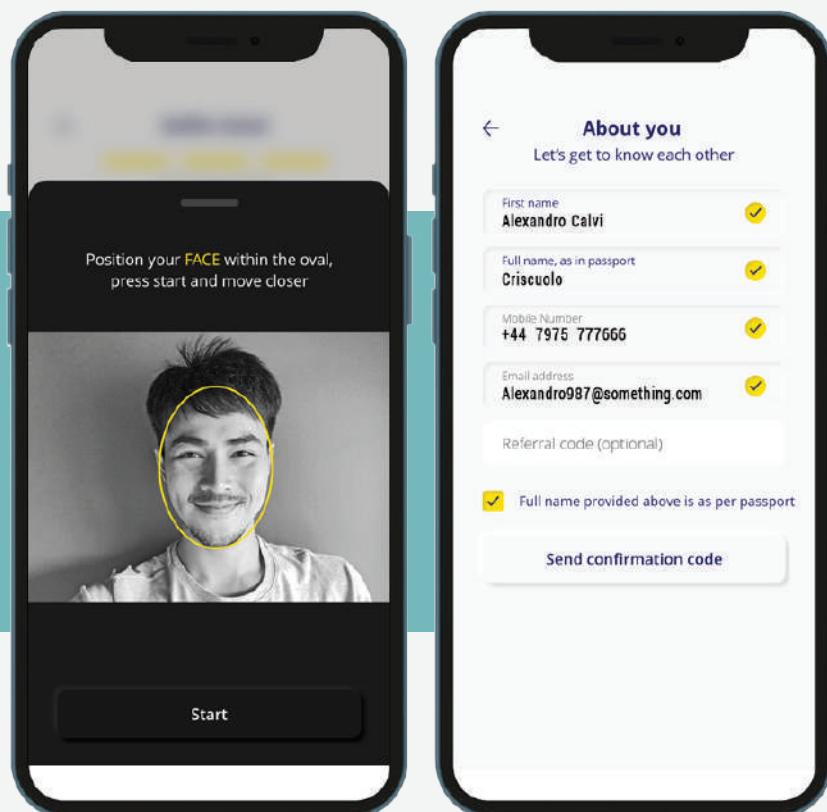 Position your FACE within the oval,
press start and move closer
Start
About you
Let's get to know each other
First name
Alexandro Calvi
Full name, as in passport
Criscuolo
Mobile Number
+44 7975 777666
Email address
Alexandro987@something.com
Referral code (optional)
Full name provided above is as per passport
Send confirmation code